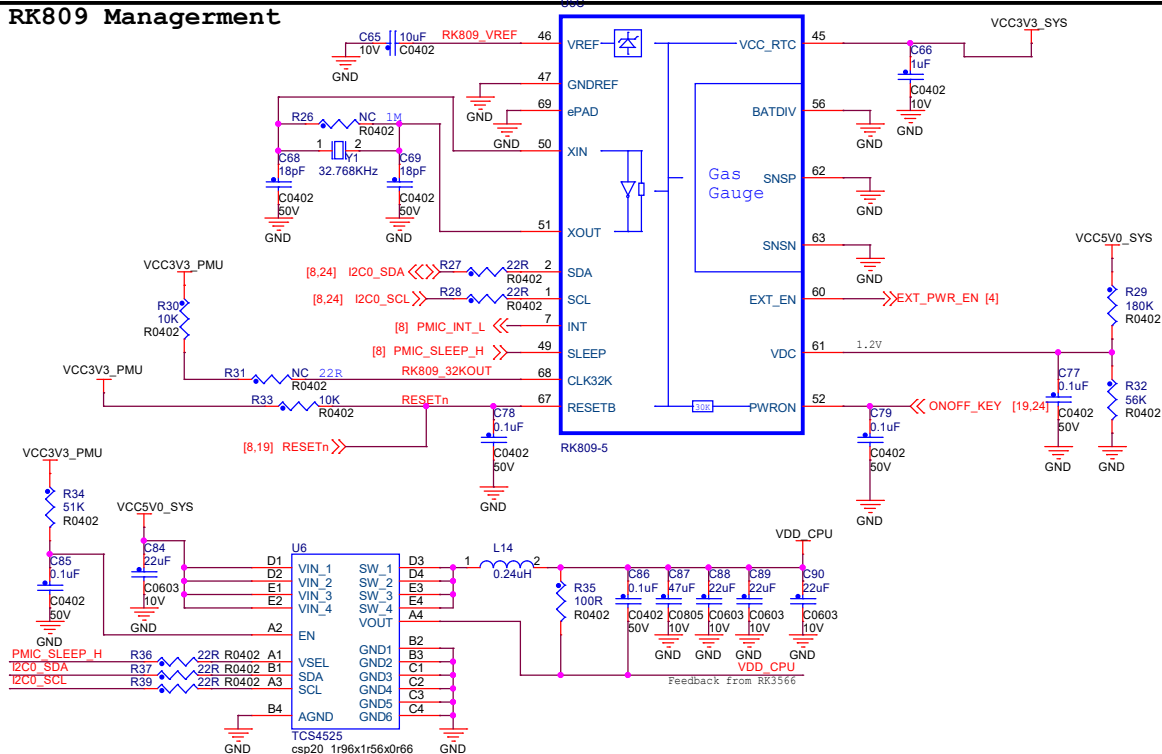 RK809 Managerment
VCC3V3_SYS
C65 10uF RK809_VREF 46 VREF VCC_RTC 45
10V C0402
GND
C66
1uF
C0402
10V
GND
47 GNDREF
GND
69 ePAD
GND
BATDIV 56
GND
R26 NC 1M
R0402
50 XIN
1 2
Y1
32.768KHz
C68
18pF
C0402
50V
GND
C69
18pF
C0402
50V
GND
Gas
Gauge
SNSP 62
GND
51 XOUT
SNSN 63
GND
VCC5V0_SYS
VCC3V3_PMU
[8,24] I2C0_SDA R27 22R 2 SDA
R0402
[8,24] I2C0_SCL R28 22R 1 SCL
R0402
EXT_EN 60 EXT_PWR_EN [4]
R29
180K
R0402
R30
10K
R0402
[8] PMIC_INT_L 7 INT
[8] PMIC_SLEEP_H 49 SLEEP
VDC 61 1.2V
VCC3V3_PMU
R31 NC 22R RK809_32KOUT 68 CLK32K
R0402
C77
0.1uF
C0402
50V
GND
R32
56K
R0402
GND
R33 10K RESETn 67 RESETB
R0402
30K PWRON 52 ONOFF_KEY [19,24]
C78
0.1uF
C0402
50V
GND
C79
0.1uF
C0402
50V
GND
[8,19] RESETn
RK809-5
VCC3V3_PMU
R34
51K
R0402
VCC5V0_SYS
C85
0.1uF
C0402
50V
GND
C84
22uF
C0603
10V
GND
U6
D1 VIN_1 SW_1 D3
D2 VIN_2 SW_2 D4
E1 VIN_3 SW_3 E3
E2 VIN_4 SW_4 E4
VOUT A4
A2 EN
GND1 B2
GND2 B3
GND3 C1
GND4 C2
GND5 C3
GND6 C4
PMIC_SLEEP_H R36 22R R0402 A1 VSEL
I2C0_SDA R37 22R R0402 B1 SDA
I2C0_SCL R39 22R R0402 A3 SCL
B4 AGND
GND
GND
TCS4525
csp20_1r96x1r56x0r66
1 L14 2
0.24uH
VDD_CPU
R35
100R
R0402
C86
0.1uF
C0402
50V
C87
47uF
C0805
10V
GND
C88
22uF
C0603
10V
GND
C89
22uF
C0603
10V
GND
C90
22uF
C0603
10V
GND
VDD_CPU
Feedback from RK3566